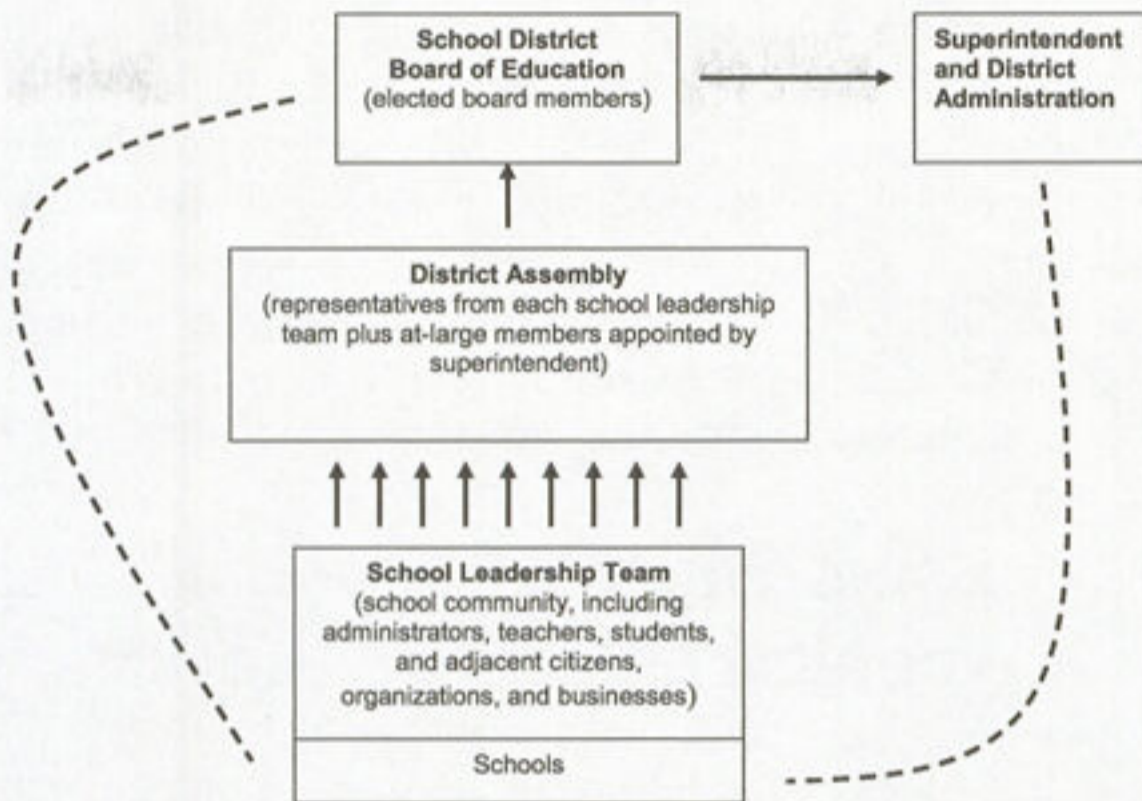 School District
Board of Education
(elected board members)
Superintendent
and District
Administration
District Assembly
(representatives from each school leadership
team plus at-large members appointed by
superintendent)
School Leadership Team
(school community, including
administrators, teachers, students,
and adjacent citizens,
organizations, and businesses)
Schools